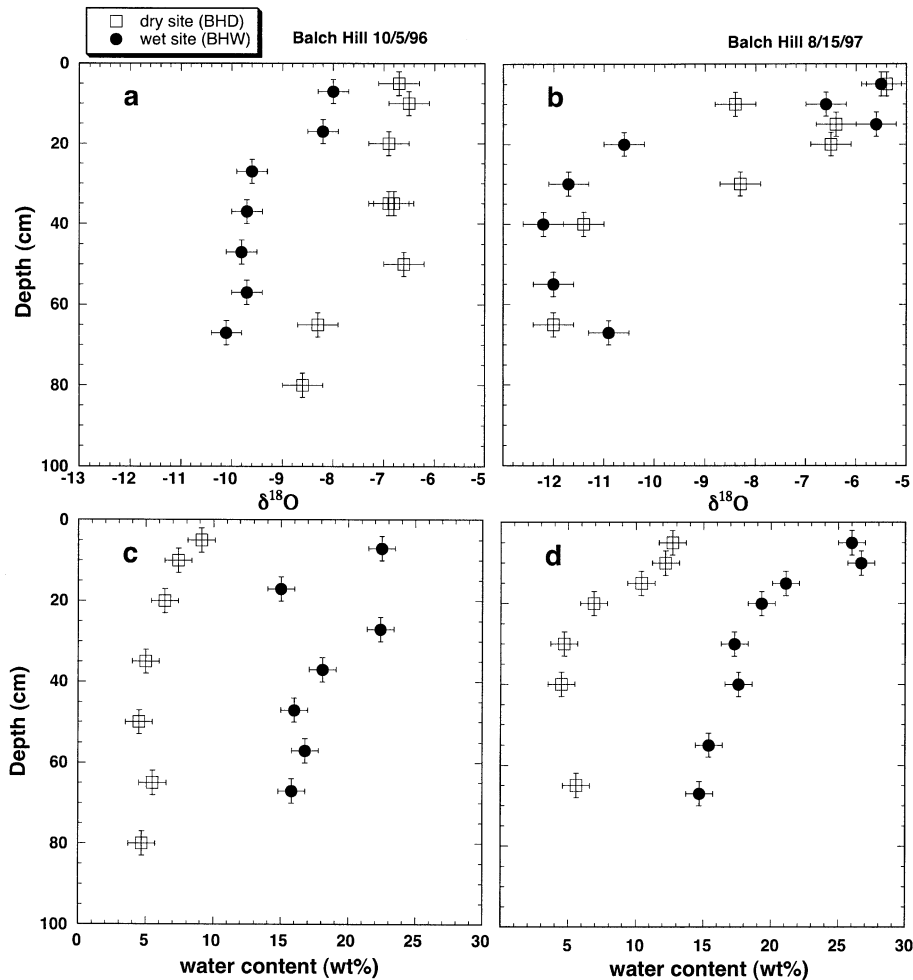 dry site (BHD)
wet site (BHW)
Balch Hill 10/5/96
Balch Hill 8/15/97
a
b
0
20
40
60
80
100
Depth (cm)
-13 -12 -11 -10 -9 -8 -7 -6 -5
-12 -11 -10 -9 -8 -7 -6 -5
δ¹⁸O
δ¹⁸O
c
d
0
20
40
60
80
100
Depth (cm)
0 5 10 15 20 25 30
5 10 15 20 25 30
water content (wt%)
water content (wt%)